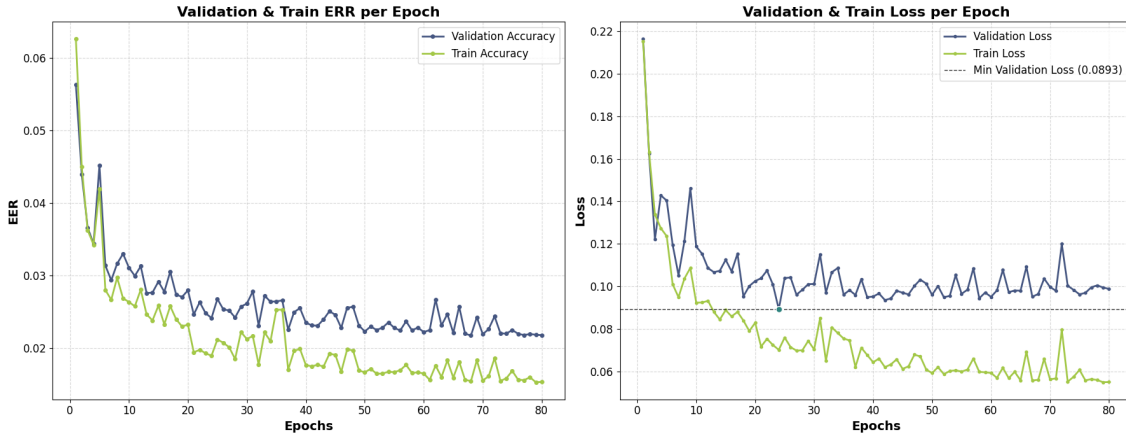 Validation & Train ERR per Epoch
Validation Accuracy
Train Accuracy
EER
0.06
0.05
0.04
0.03
0.02
0 10 20 30 40 50 60 70 80
Epochs
Validation & Train Loss per Epoch
Validation Loss
Train Loss
Min Validation Loss (0.0893)
Loss
0.22
0.20
0.18
0.16
0.14
0.12
0.10
0.08
0.06
0 10 20 30 40 50 60 70 80
Epochs